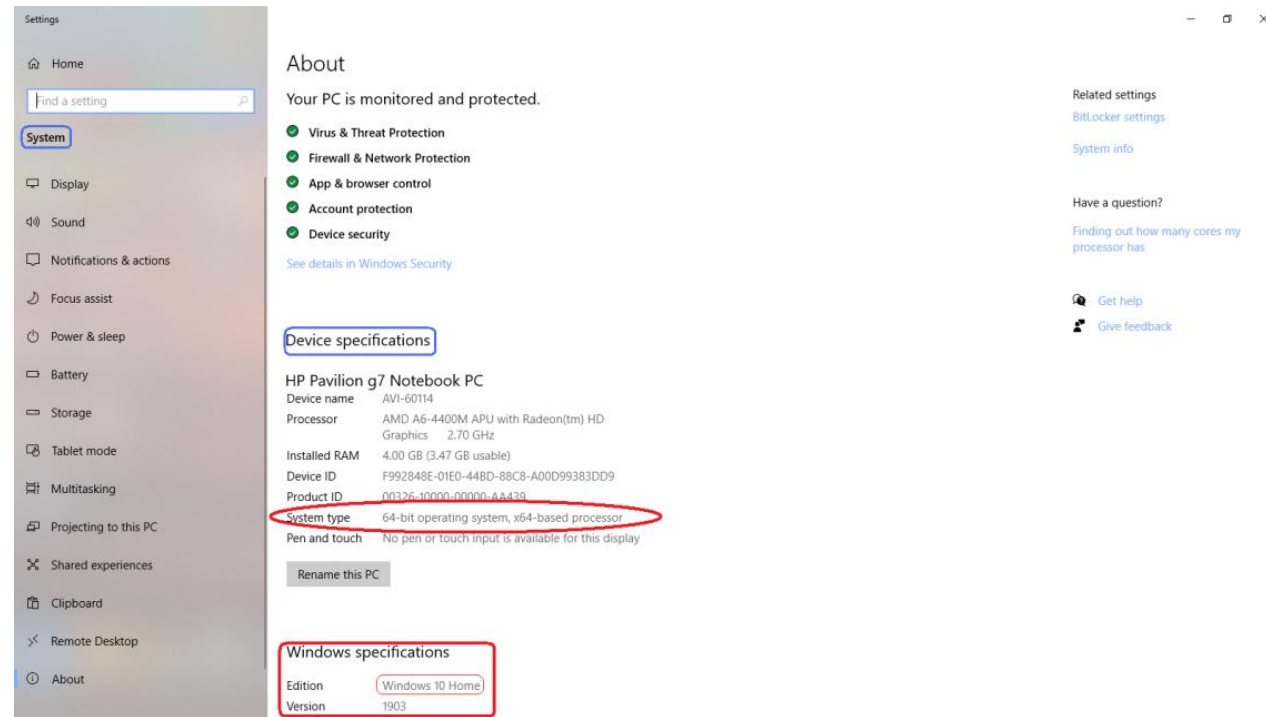 Settings
Home
Find a setting
System
Display
Sound
Notifications & actions
Focus assist
Power & sleep
Battery
Storage
Tablet mode
Multitasking
Projecting to this PC
Shared experiences
Clipboard
Remote Desktop
About
About
Your PC is monitored and protected.
Virus & Threat Protection
Firewall & Network Protection
App & browser control
Account protection
Device security
See details in Windows Security
Device specifications
HP Pavilion g7 Notebook PC
Device name AVI-60114
Processor AMD A6-4400M APU with Radeon(tm) HD
Graphics 2.70 GHz
Installed RAM 4.00 GB (3.47 GB usable)
Device ID F992848E-01E0-44BD-88C8-A00D99383DD9
Product ID 00326-10000-00000-AA439
System type 64-bit operating system, x64-based processor
Pen and touch No pen or touch input is available for this display
Rename this PC
Windows specifications
Edition Windows 10 Home
Version 1903
Related settings
BitLocker settings
System info
Have a question?
Finding out how many cores my
processor has
Get help
Give feedback